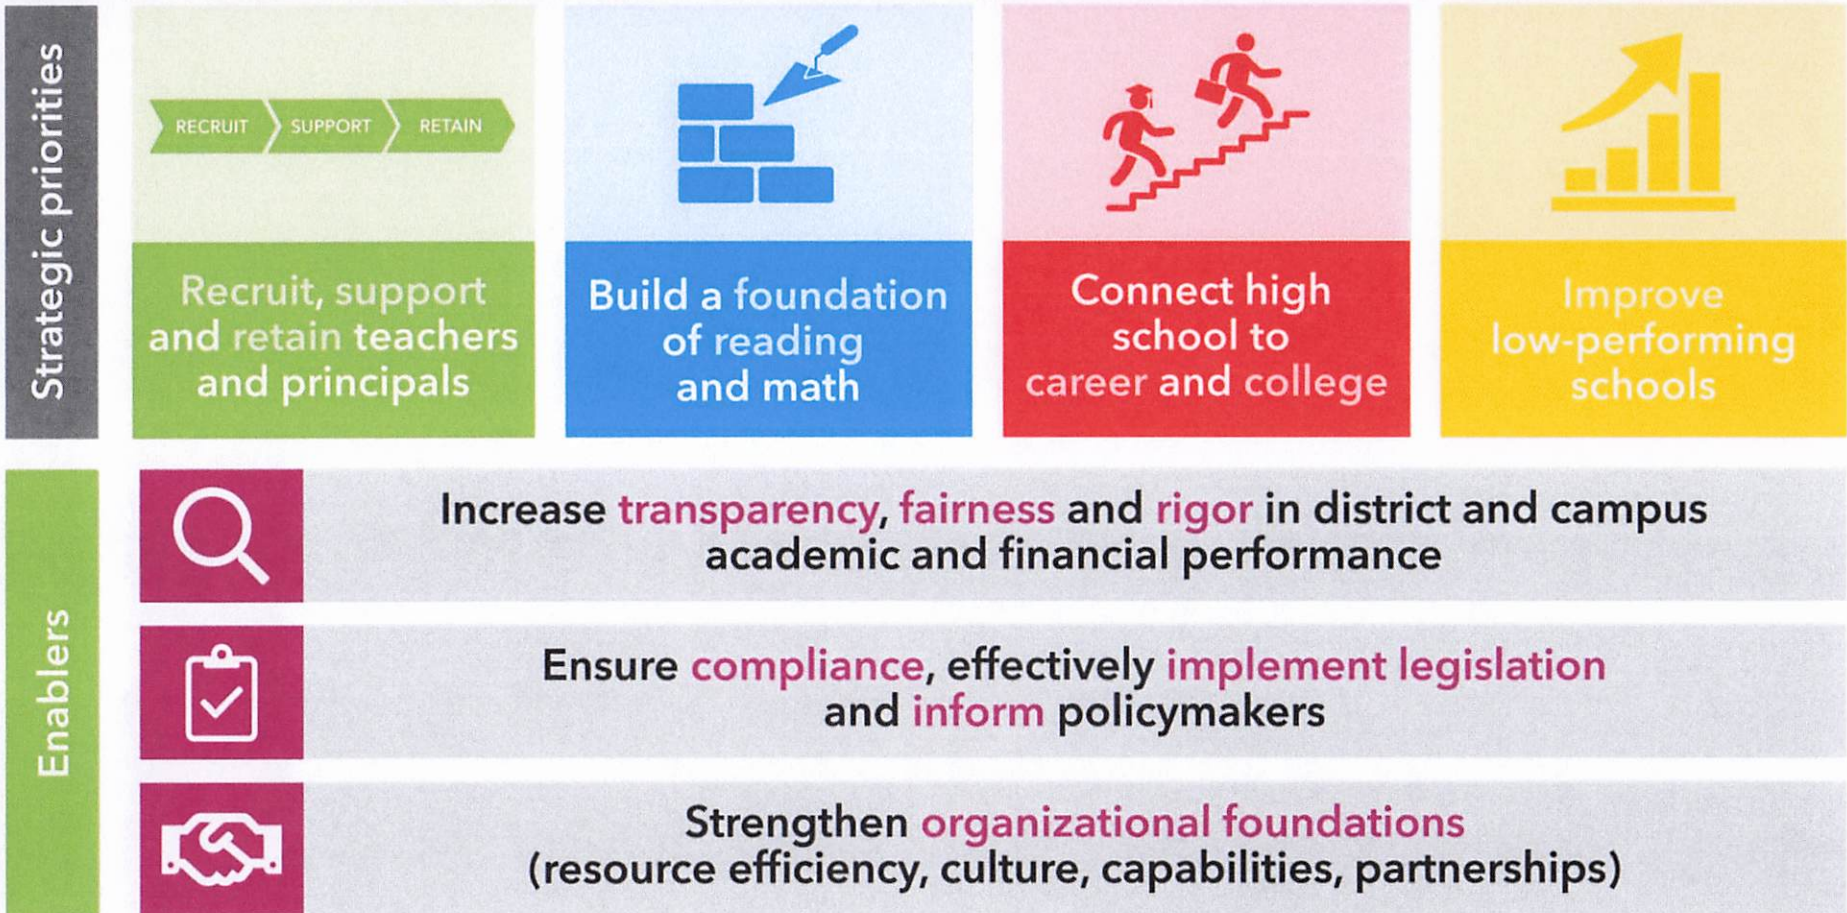 Strategic priorities
RECRUIT SUPPORT RETAIN
Recruit, support
and retain teachers
and principals
Build a foundation
of reading
and math
Connect high
school to
career and college
Improve
low-performing
schools
Enablers
Increase transparency, fairness and rigor in district and campus
academic and financial performance
Ensure compliance, effectively implement legislation
and inform policymakers
Strengthen organizational foundations
(resource efficiency, culture, capabilities, partnerships)